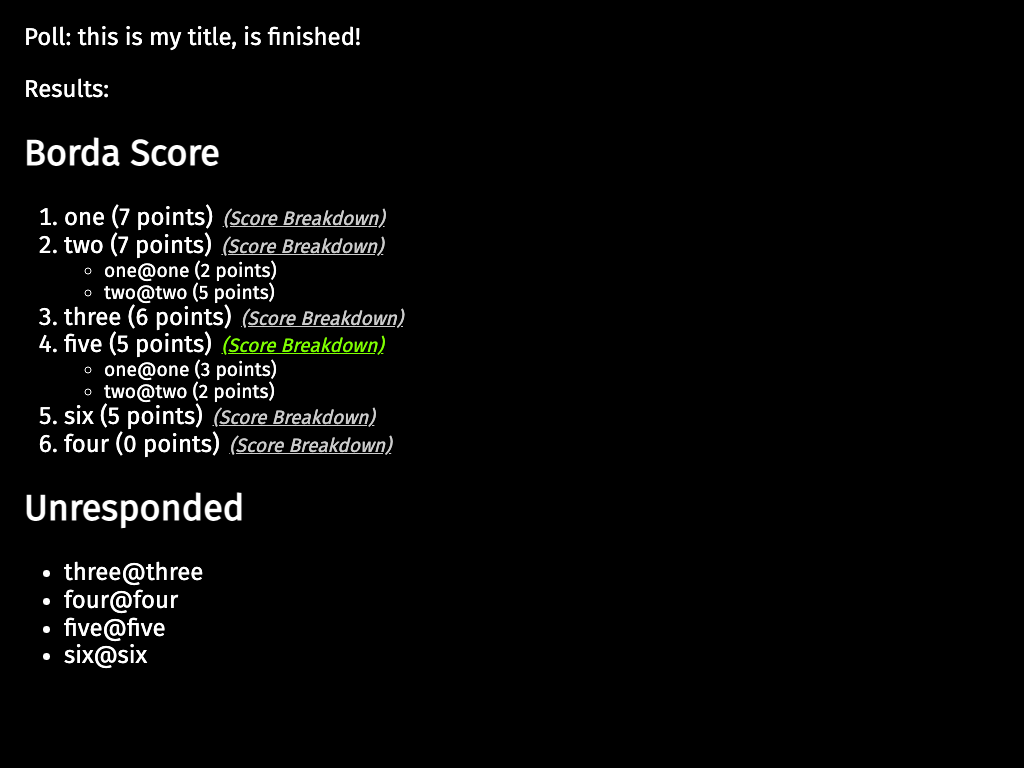 Poll: this is my title, is finished!
Results:
Borda Score
1. one (7 points) (Score Breakdown)
2. two (7 points) (Score Breakdown)
one@one (2 points)
two@two (5 points)
3. three (6 points) (Score Breakdown)
4. five (5 points) (Score Breakdown)
one@one (3 points)
two@two (2 points)
5. six (5 points) (Score Breakdown)
6. four (0 points) (Score Breakdown)
Unresponded
three@three
four@four
five@five
six@six